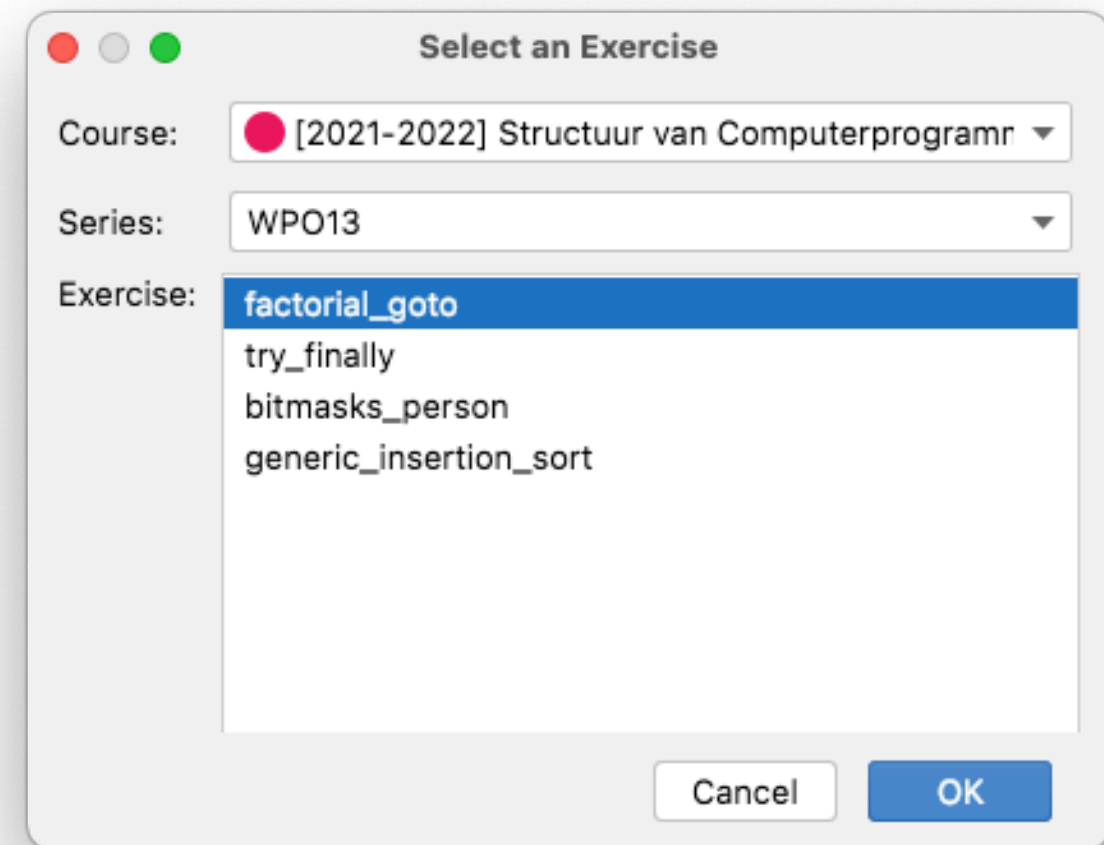 Select an Exercise
Course: [2021-2022] Structuur van Computerprogramm
Series: WPO13
Exercise: factorial_goto
try_finally
bitmasks_person
generic_insertion_sort
Cancel OK